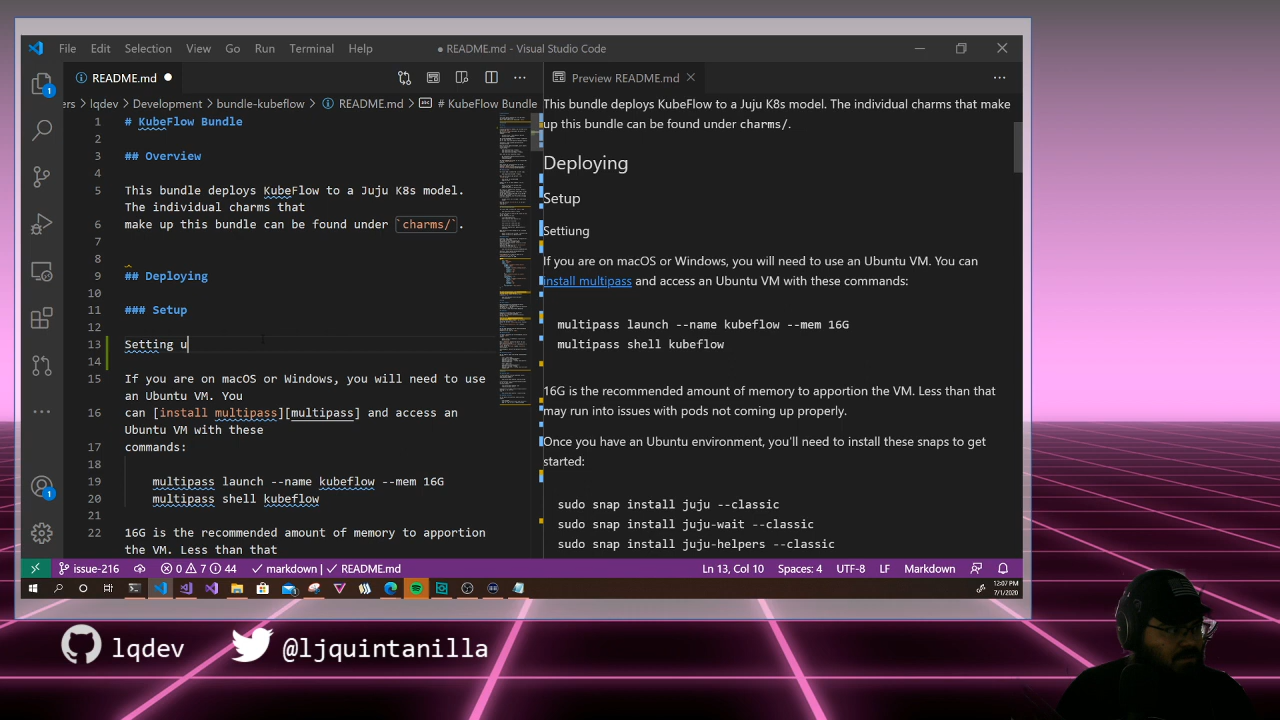 File Edit Selection View Go Run Terminal Help
● README.md - Visual Studio Code
README.md ●
ers > lqdev > Development > bundle-kubeflow > README.md > # KubeFlow Bundle
1 # KubeFlow Bundle
2
3 ## Overview
4
5 This bundle deploys KubeFlow to a Juju K8s model.
The individual charms that
6 make up this bundle can be found under `charms/`.
7
8
9 ## Deploying
10
11 ### Setup
12
13 Setting u
14
15 If you are on macOS or Windows, you will need to use
an Ubuntu VM. You
16 can [install multipass][multipass] and access an
Ubuntu VM with these
17 commands:
18
19 multipass launch --name kubeflow --mem 16G
20 multipass shell kubeflow
21
22 16G is the recommended amount of memory to apportion
the VM. Less than that
Preview README.md
This bundle deploys KubeFlow to a Juju K8s model. The individual charms that make
up this bundle can be found under charms/.
Deploying
Setup
Settiung
If you are on macOS or Windows, you will need to use an Ubuntu VM. You can
install multipass and access an Ubuntu VM with these commands:
multipass launch --name kubeflow --mem 16G
multipass shell kubeflow
16G is the recommended amount of memory to apportion the VM. Less than that
may run into issues with pods not coming up properly.
Once you have an Ubuntu environment, you'll need to install these snaps to get
started:
sudo snap install juju --classic
sudo snap install juju-wait --classic
sudo snap install juju-helpers --classic
1
1
issue-216 0 7 44 markdown | README.md
Ln 13, Col 10 Spaces: 4 UTF-8 LF Markdown
12:07 PM
7/1/2020
lqdev @ljquintanilla